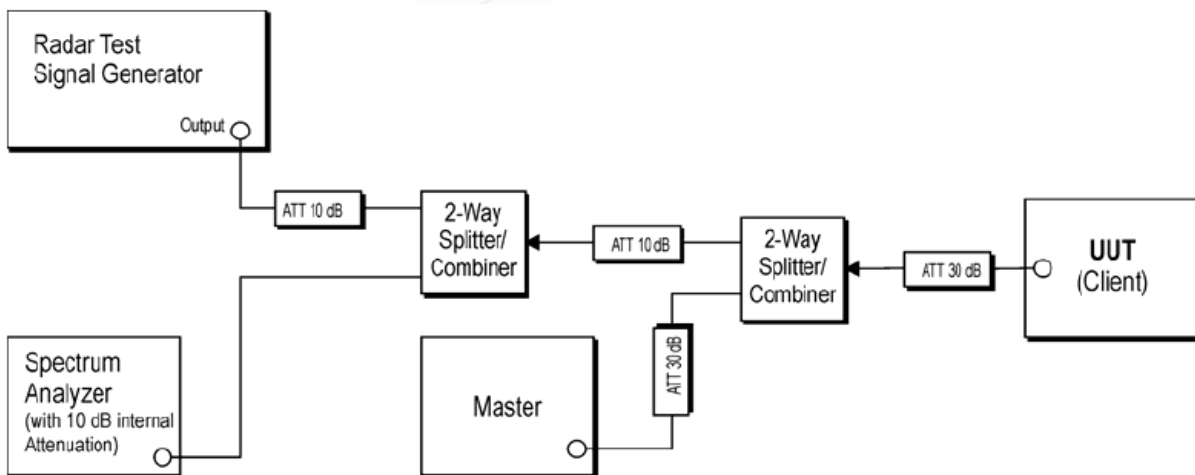 Radar Test
Signal Generator
Output
ATT 10 dB
2-Way
Splitter/
Combiner
ATT 10 dB
2-Way
Splitter/
Combiner
ATT 30 dB
UUT
(Client)
Spectrum
Analyzer
(with 10 dB internal
Attenuation)
Master
ATT 30 dB